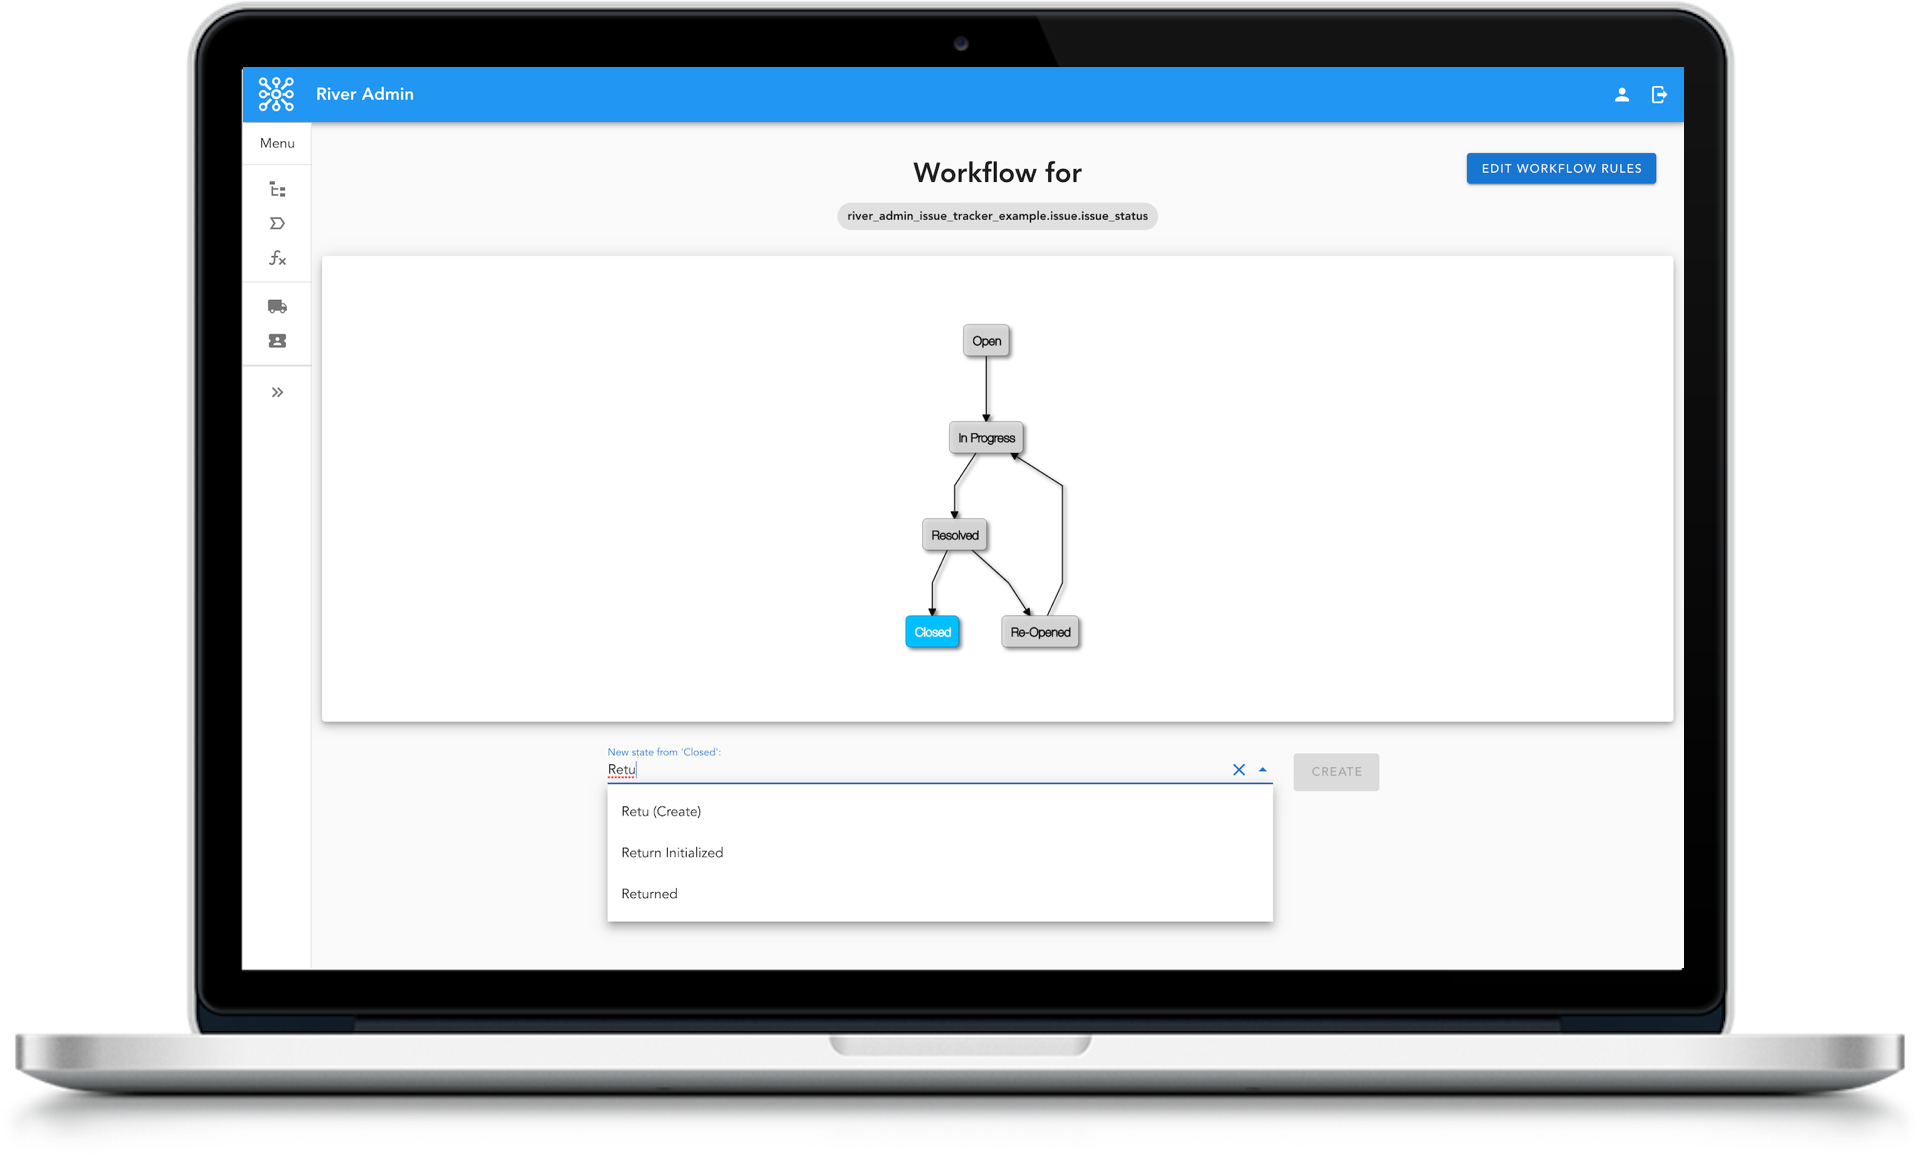 River Admin
Menu
Workflow for
EDIT WORKFLOW RULES
river_admin_issue_tracker_example.issue.issue_status
Open
In Progress
Resolved
Closed
Re-Opened
New state from 'Closed':
Retu
CREATE
Retu (Create)
Return Initialized
Returned